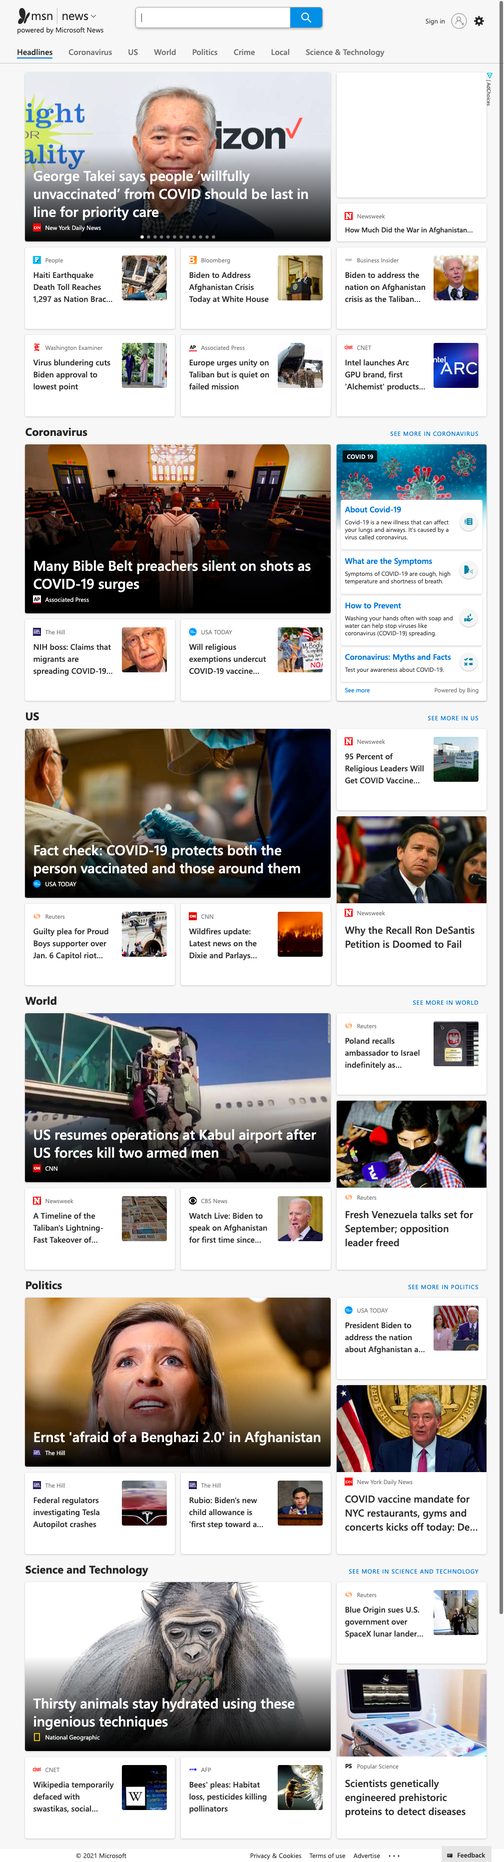 msn | news
powered by Microsoft News
Sign in
Headlines Coronavirus US World Politics Crime Local Science & Technology
George Takei says people 'willfully
unvaccinated' from COVID should be last in
line for priority care
New York Daily News
AdChoices
Newsweek
How Much Did the War in Afghanistan...
People
Haiti Earthquake
Death Toll Reaches
1,297 as Nation Brac...
Bloomberg
Biden to Address
Afghanistan Crisis
Today at White House
Business Insider
Biden to address the
nation on Afghanistan
crisis as the Taliban...
Washington Examiner
Virus blundering cuts
Biden approval to
lowest point
Associated Press
Europe urges unity on
Taliban but is quiet on
failed mission
CNET
Intel launches Arc
GPU brand, first
'Alchemist' products...
Coronavirus
SEE MORE IN CORONAVIRUS
Many Bible Belt preachers silent on shots as
COVID-19 surges
Associated Press
COVID 19
About Covid-19
Covid-19 is a new illness that can affect
your lungs and airways. It's caused by a
virus called coronavirus.
What are the Symptoms
Symptoms of COVID-19 are cough, high
temperature and shortness of breath.
How to Prevent
Washing your hands often with soap and
water can help stop viruses like
coronavirus (COVID-19) spreading.
Coronavirus: Myths and Facts
Test your awareness about COVID-19.
See more
Powered by Bing
The Hill
NIH boss: Claims that
migrants are
spreading COVID-19...
USA TODAY
Will religious
exemptions undercut
COVID-19 vaccine...
US
SEE MORE IN US
Fact check: COVID-19 protects both the
person vaccinated and those around them
USA TODAY
Newsweek
95 Percent of
Religious Leaders Will
Get COVID Vaccine...
Newsweek
Why the Recall Ron DeSantis
Petition is Doomed to Fail
Reuters
Guilty plea for Proud
Boys supporter over
Jan. 6 Capitol riot...
CNN
Wildfires update:
Latest news on the
Dixie and Parlays...
World
SEE MORE IN WORLD
US resumes operations at Kabul airport after
US forces kill two armed men
CNN
Reuters
Poland recalls
ambassador to Israel
indefinitely as...
Reuters
Fresh Venezuela talks set for
September; opposition
leader freed
Newsweek
A Timeline of the
Taliban's Lightning-
Fast Takeover of...
CBS News
Watch Live: Biden to
speak on Afghanistan
for first time since...
Politics
SEE MORE IN POLITICS
Ernst 'afraid of a Benghazi 2.0' in Afghanistan
The Hill
USA TODAY
President Biden to
address the nation
about Afghanistan a...
New York Daily News
COVID vaccine mandate for
NYC restaurants, gyms and
concerts kicks off today: De...
The Hill
Federal regulators
investigating Tesla
Autopilot crashes
The Hill
Rubio: Biden's new
child allowance is
'first step toward a...
Science and Technology
SEE MORE IN SCIENCE AND TECHNOLOGY
Thirsty animals stay hydrated using these
ingenious techniques
National Geographic
Reuters
Blue Origin sues U.S.
government over
SpaceX lunar lander...
Popular Science
Scientists genetically
engineered prehistoric
proteins to detect diseases
CNET
Wikipedia temporarily
defaced with
swastikas, social...
AFP
Bees' peles: Habitat
loss, pesticides killing
pollinators
© 2021 Microsoft
Privacy & Cookies Terms of use Advertise ...
Feedback